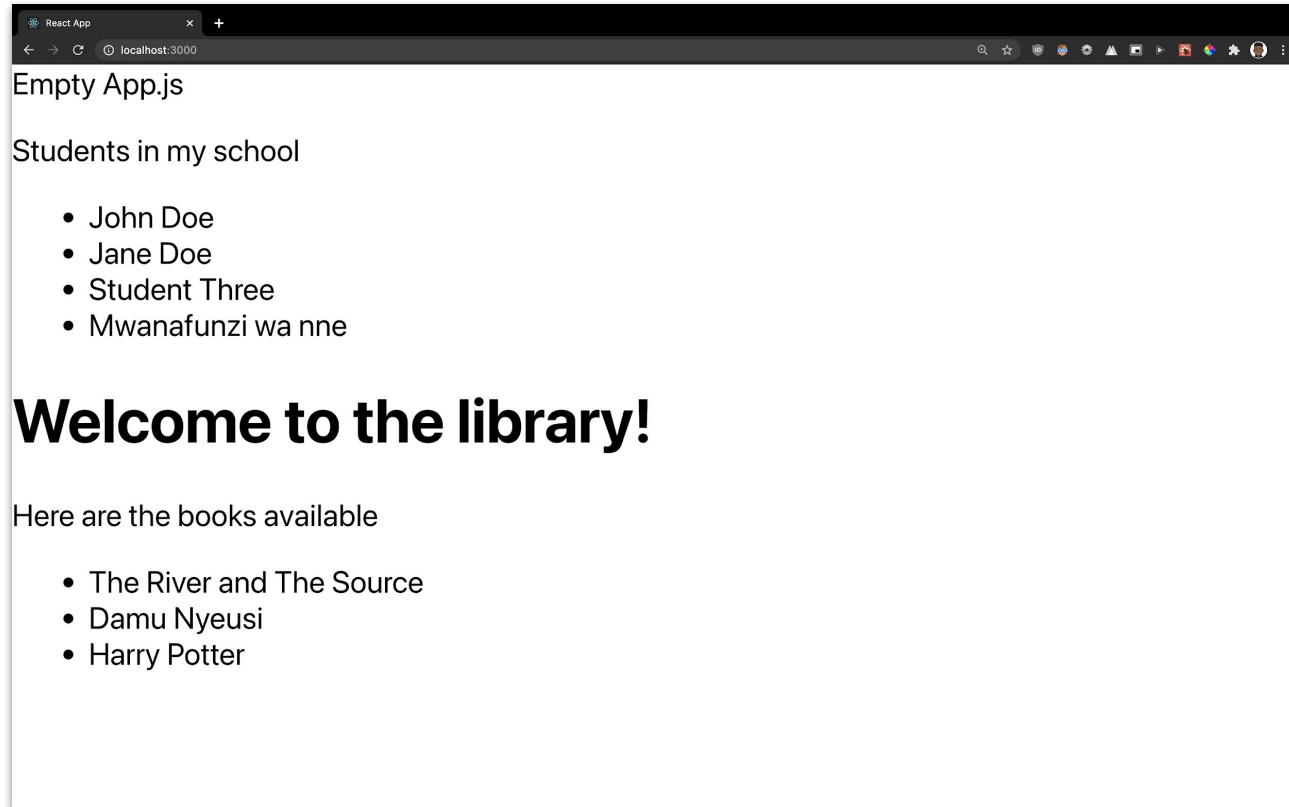 React App
localhost:3000
Empty App.js
Students in my school
John Doe
Jane Doe
Student Three
Mwanafunzi wa nne
Welcome to the library!
Here are the books available
The River and The Source
Damu Nyeusi
Harry Potter